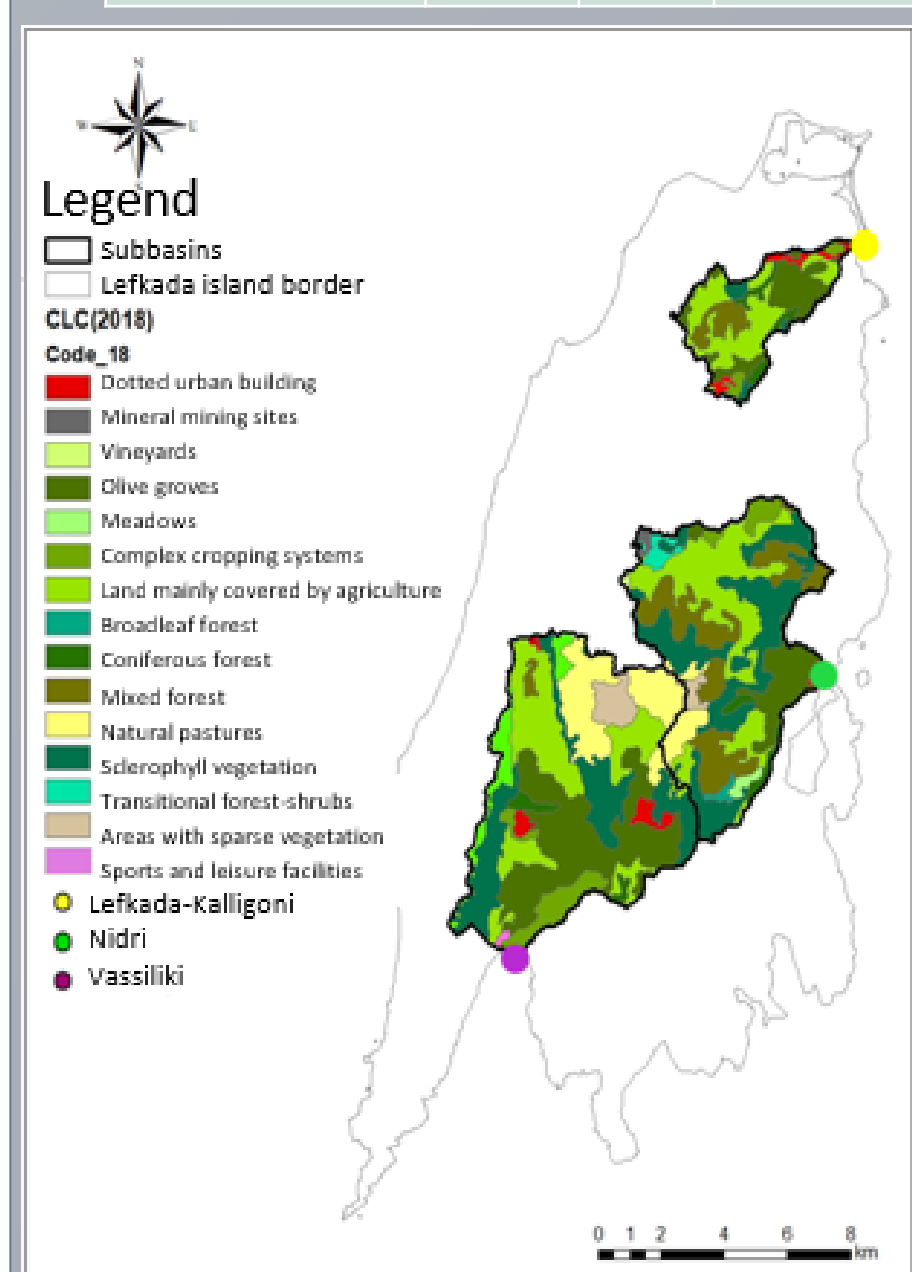 N
W
E
S
Legend
Subbasins
Lefkada island border
CLC(2018)
Code_18
Dotted urban building
Mineral mining sites
Vineyards
Olive groves
Meadows
Complex cropping systems
Land mainly covered by agriculture
Broadleaf forest
Coniferous forest
Mixed forest
Natural pastures
Sclerophyll vegetation
Transitional forest-shrubs
Areas with sparse vegetation
Sports and leisure facilities
Lefkada-Kalligoni
Nidri
Vassiliki
0 1 2 4 6 8
km